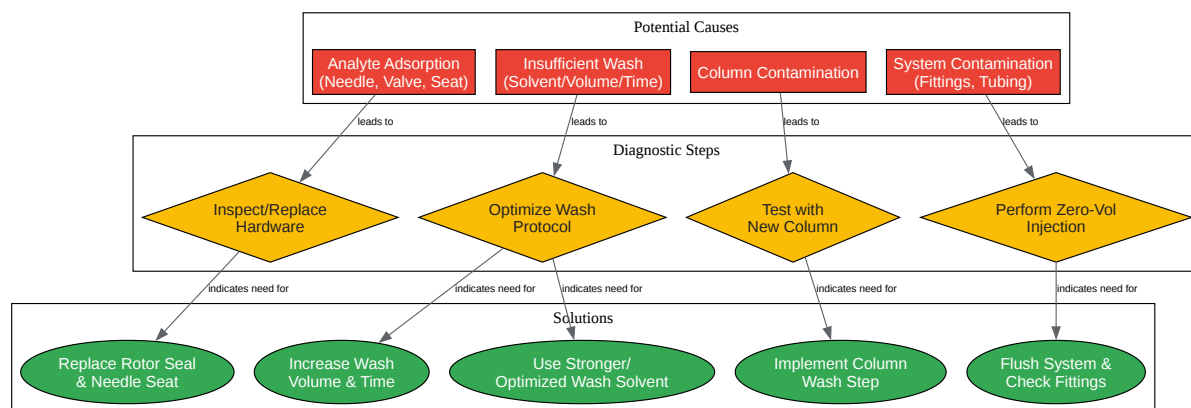 Potential Causes
Analyte Adsorption
(Needle, Valve, Seat)
Insufficient Wash
(Solvent/Volume/Time)
Column Contamination
System Contamination
(Fittings, Tubing)
leads to
leads to
leads to
leads to
Diagnostic Steps
Inspect/Replace
Hardware
Optimize Wash
Protocol
Test with
New Column
Perform Zero-Vol
Injection
indicates need for
indicates need for
indicates need for
indicates need for
indicates need for
Solutions
Replace Rotor Seal
& Needle Seat
Increase Wash
Volume & Time
Use Stronger/
Optimized Wash Solvent
Implement Column
Wash Step
Flush System &
Check Fittings